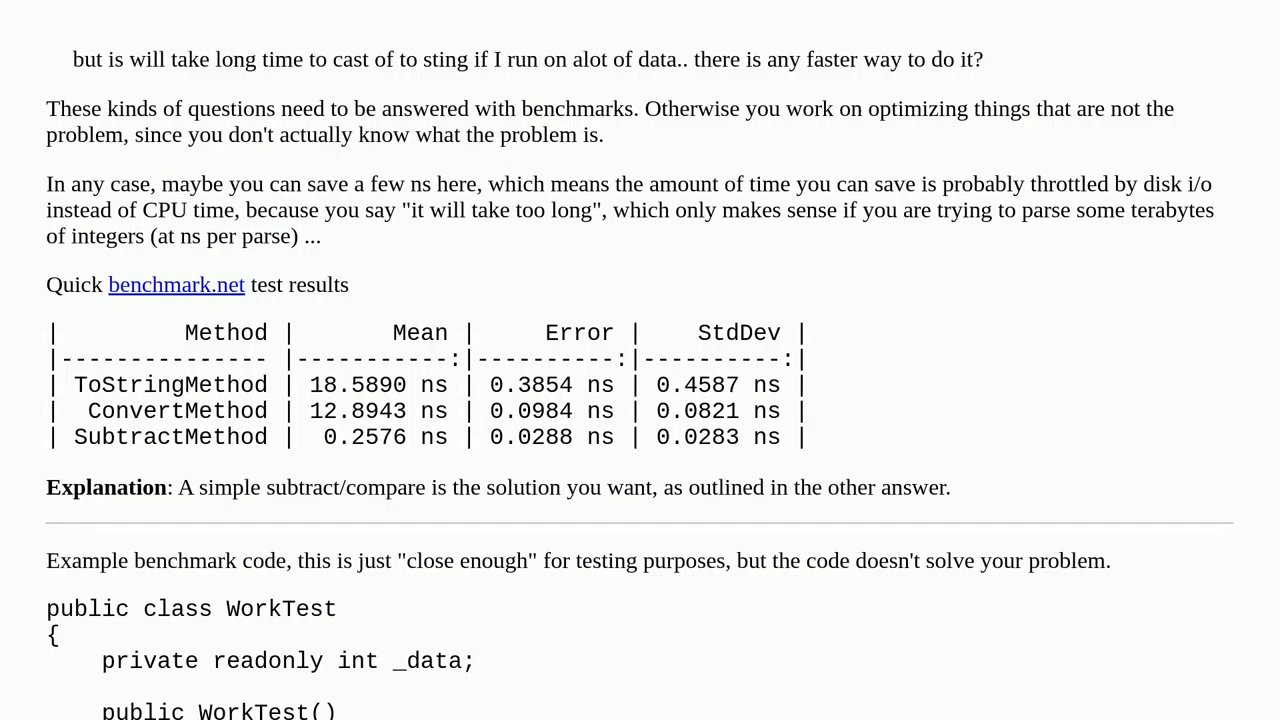 but is will take long time to cast of to sting if I run on alot of data.. there is any faster way to do it?
These kinds of questions need to be answered with benchmarks. Otherwise you work on optimizing things that are not the
problem, since you don't actually know what the problem is.
In any case, maybe you can save a few ns here, which means the amount of time you can save is probably throttled by disk i/o
instead of CPU time, because you say "it will take too long", which only makes sense if you are trying to parse some terabytes
of integers (at ns per parse) ...
Quick benchmark.net test results
|         Method |       Mean |     Error |    StdDev |
|--------------- |-----------:|----------:|----------:|
| ToStringMethod | 18.5890 ns | 0.3854 ns | 0.4587 ns |
|  ConvertMethod | 12.8943 ns | 0.0984 ns | 0.0821 ns |
| SubtractMethod |  0.2576 ns | 0.0288 ns | 0.0283 ns |
Explanation: A simple subtract/compare is the solution you want, as outlined in the other answer.
Example benchmark code, this is just "close enough" for testing purposes, but the code doesn't solve your problem.
public class WorkTest
{
    private readonly int _data;
    public WorkTest()